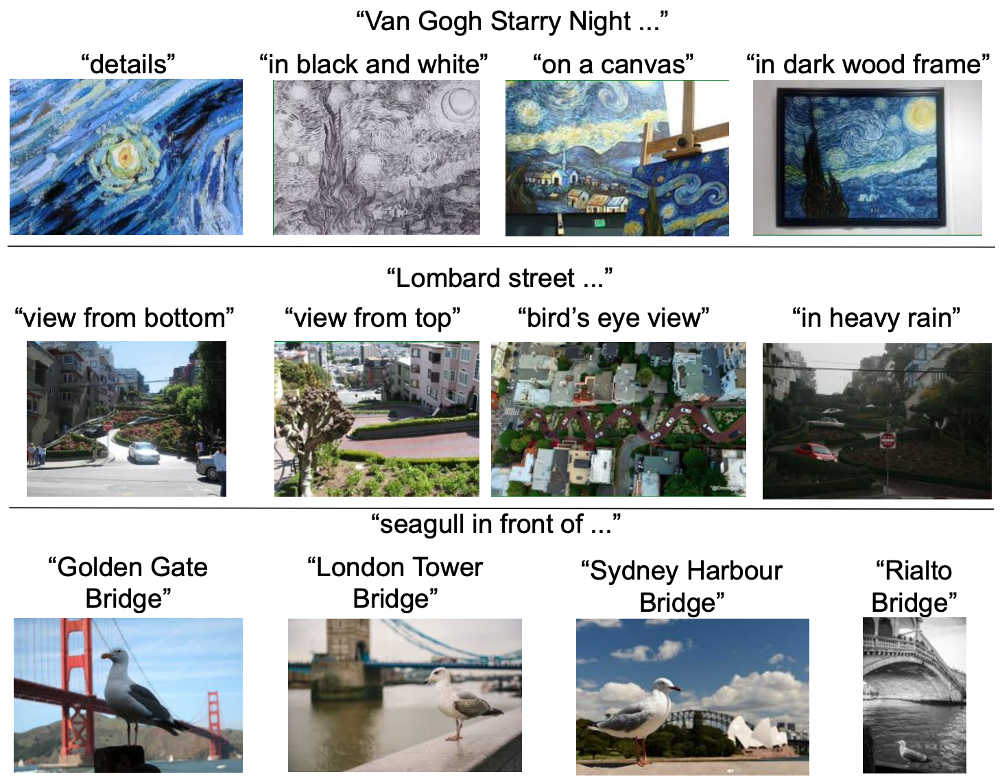 “Van Gogh Starry Night ...”
“details”
“in black and white”
“on a canvas”
“in dark wood frame”
“Lombard street ...”
“view from bottom”
“view from top”
“bird’s eye view”
“in heavy rain”
“seagull in front of ...”
“Golden Gate
Bridge”
“London Tower
Bridge”
“Sydney Harbour
Bridge”
“Rialto
Bridge”